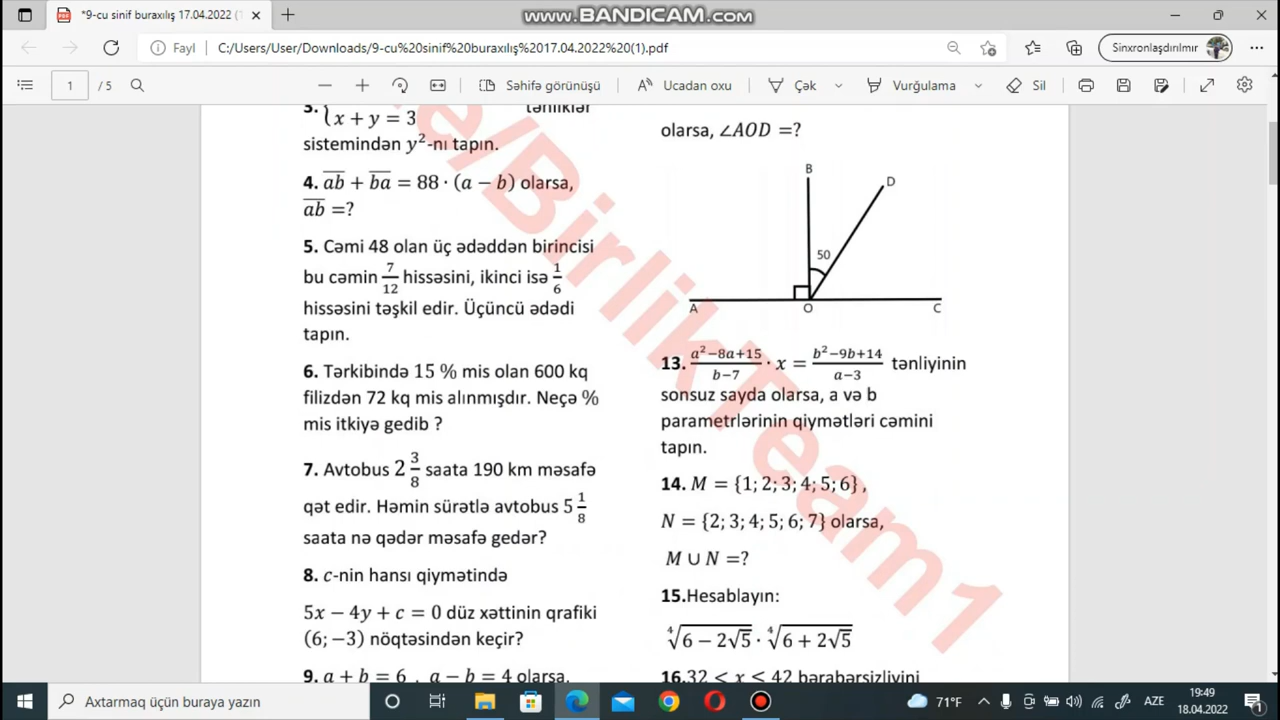 www.BANDICAM.com
*9-cu sinif buraxılış 17.04.2022 (
Fayl C:/Users/User/Downloads/9-cu%20sinif%20buraxılış%2017.04.2022%20(1).pdf
Sinxronlaşdırılmır
1 / 5
Səhifə görünüşü
Ucadan oxu
Çək
Vurğulama
Sil
3. { x + y = 3 tənliklər
sistemindən y²-nı tapın.
4. a̅b̅ + b̅a̅ = 88 · (a − b) olarsa,
a̅b̅ =?
5. Cəmi 48 olan üç ədəddən birincisi
bu cəmin 7/12 hissəsini, ikinci isə 1/6
hissəsini təşkil edir. Üçüncü ədədi
tapın.
6. Tərkibində 15 % mis olan 600 kq
filizdən 72 kq mis alınmışdır. Neçə %
mis itkiyə gedib ?
7. Avtobus 2 3/8 saata 190 km məsafə
qət edir. Həmin sürətlə avtobus 5 1/8
saata nə qədər məsafə gedər?
8. c-nin hansı qiymətində
5x − 4y + c = 0 düz xəttinin qrafiki
(6; −3) nöqtəsindən keçir?
9. a + b = 6 , a − b = 4 olarsa,
olarsa, ∠AOD =?
B
D
50
A
O
C
13. (a²−8a+15)/(b−7) · x = (b²−9b+14)/(a−3) tənliyinin
sonsuz sayda olarsa, a və b
parametrlərinin qiymətləri cəmini
tapın.
14. M = {1; 2; 3; 4; 5; 6} ,
N = {2; 3; 4; 5; 6; 7} olarsa,
M ∪ N =?
15.Hesablayın:
∜(6 − 2√5) · ∜(6 + 2√5)
16.32 < x < 42 bərabərsizliyini
e/BirlikTeam1
Axtarmaq üçün buraya yazın
71°F
AZE
19:49
18.04.2022
1